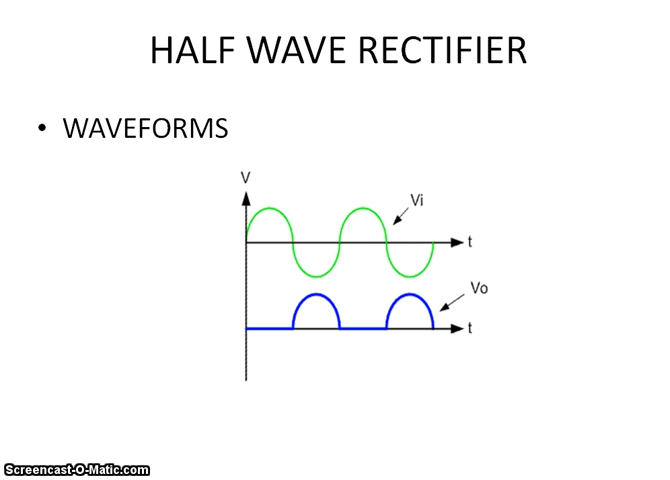 HALF WAVE RECTIFIER
• WAVEFORMS
V
Vi
t
Vo
t
Screencast-O-Matic.com